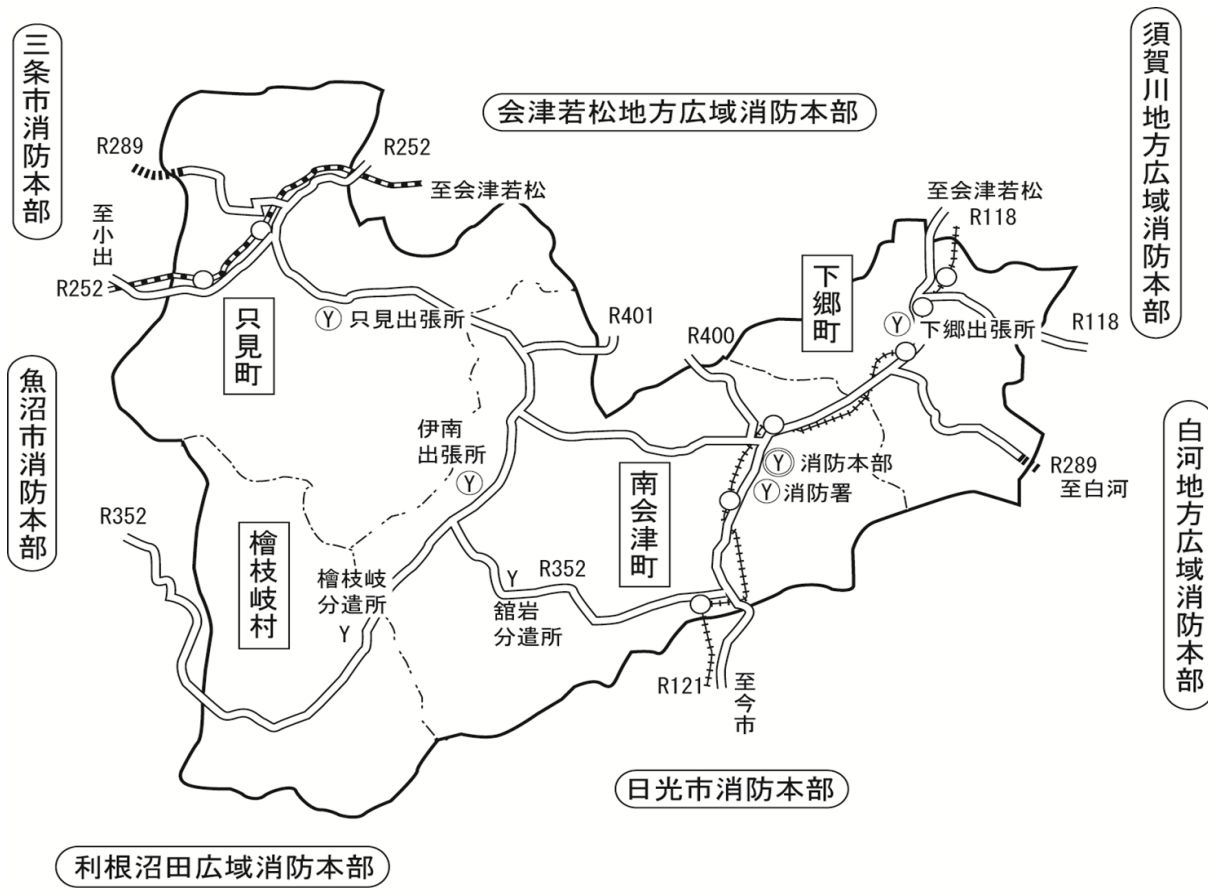 三条市消防本部
会津若松地方広域消防本部
須賀川地方広域消防本部
R289
R252
至会津若松
至小出
R252
至会津若松
R118
下郷町
只見町
Y
只見出張所
R401
R400
Y
下郷出張所
R118
魚沼市消防本部
伊南
出張所
Y
Y
消防本部
Y
消防署
R289
至白河
白河地方広域消防本部
南会津町
R352
檜枝岐村
檜枝岐
分遣所
Y
Y
R352
舘岩
分遣所
R121
至今市
日光市消防本部
利根沼田広域消防本部